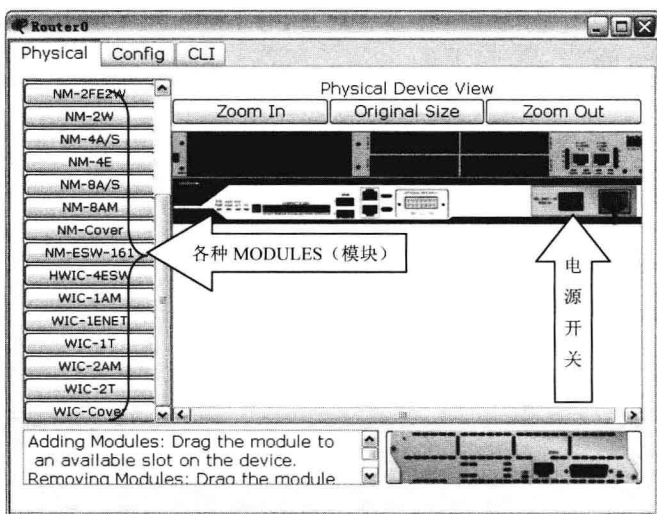 Router0
Physical Config CLI
Physical Device View
Zoom In Original Size Zoom Out
NM-2FE2W
NM-2W
NM-4A/S
NM-4E
NM-8A/S
NM-8AM
NM-Cover
NM-ESW-161
HWIC-4ESW
WIC-1AM
WIC-1ENET
WIC-1T
WIC-2AM
WIC-2T
WIC-Cover
各种 MODULES（模块）
电
源
开
关
Adding Modules: Drag the module to
an available slot on the device.
Removing Modules: Drag the module